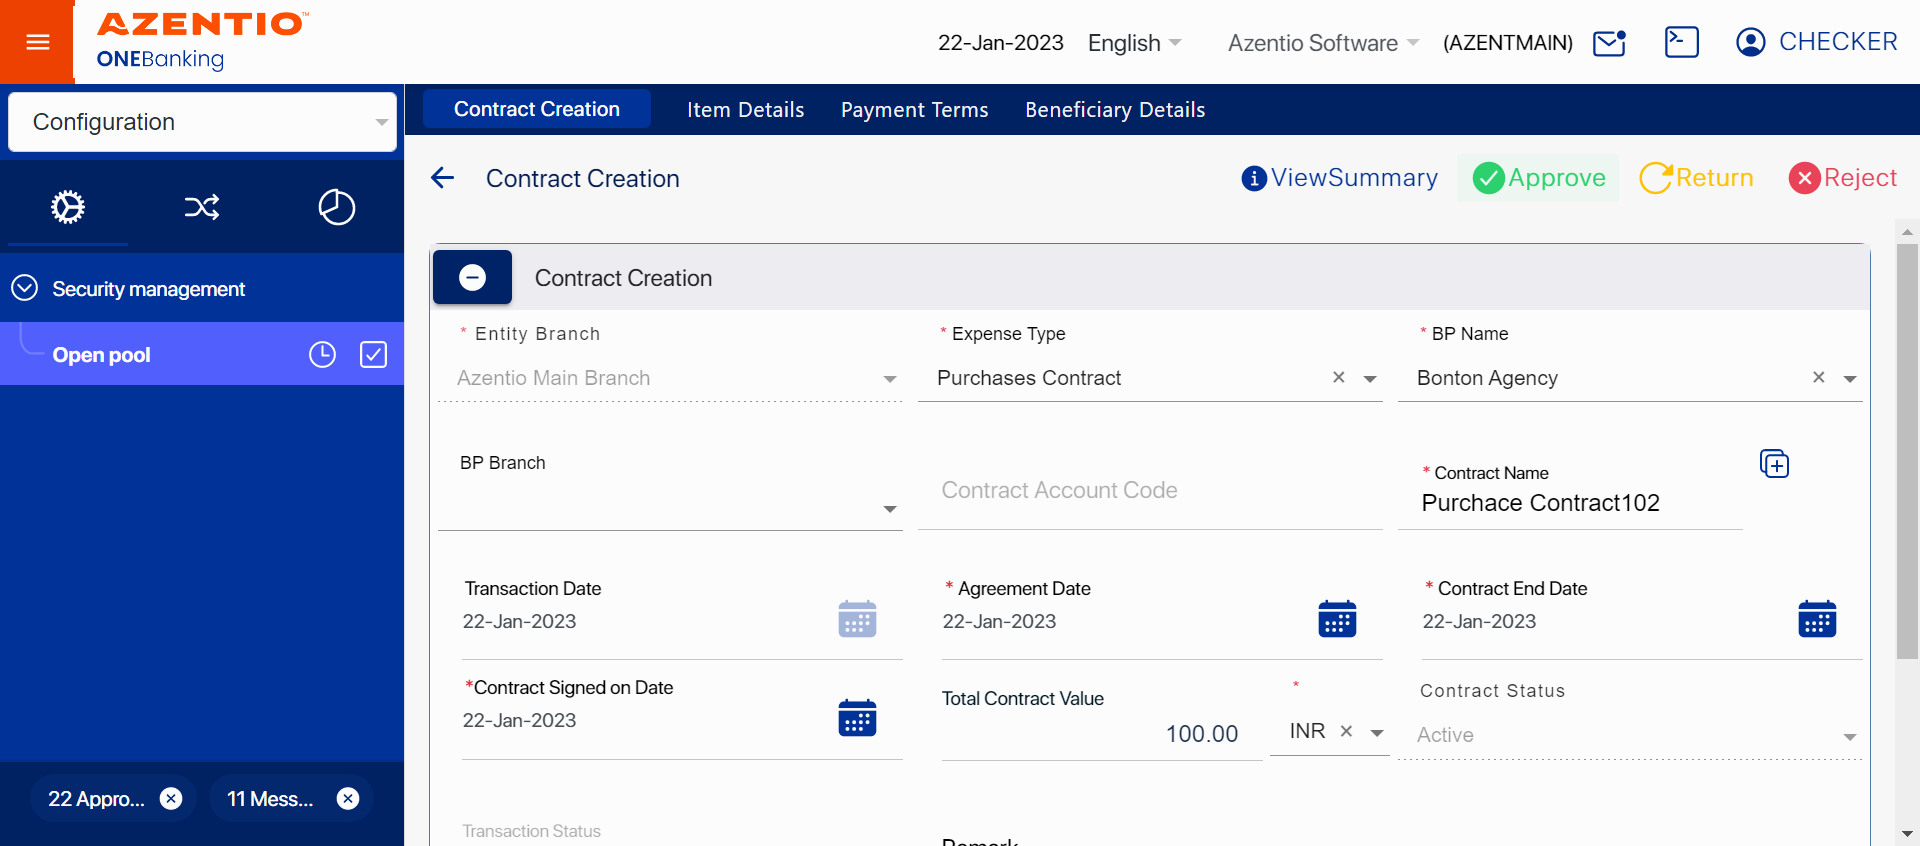 AZENTIO™
ONEBanking
22-Jan-2023
English
Azentio Software
(AZENTMAIN)
CHECKER
Configuration
Contract Creation
Item Details
Payment Terms
Beneficiary Details
Contract Creation
ViewSummary
Approve
Return
Reject
Security management
Open pool
Contract Creation
* Entity Branch
* Expense Type
* BP Name
Azentio Main Branch
Purchases Contract
Bonton Agency
BP Branch
Contract Account Code
* Contract Name
Purchace Contract102
Transaction Date
* Agreement Date
* Contract End Date
22-Jan-2023
22-Jan-2023
22-Jan-2023
*Contract Signed on Date
22-Jan-2023
Total Contract Value
100.00
*
INR
Contract Status
Active
22 Appro...
11 Mess...
Transaction Status
Remark